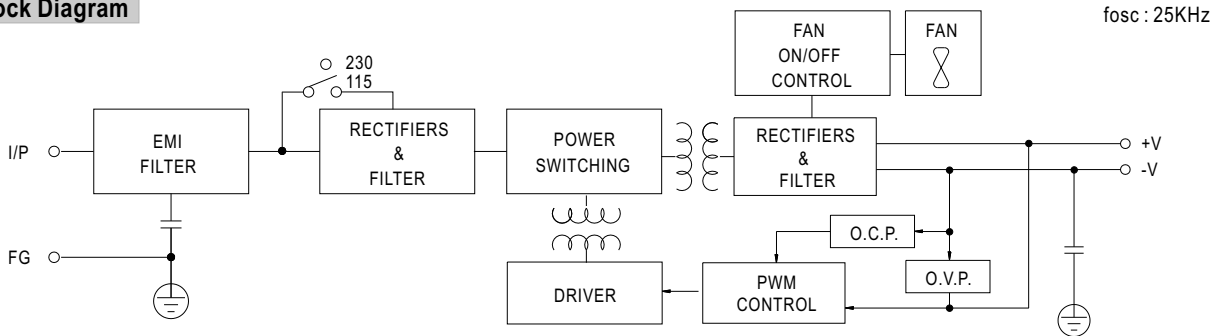 ock Diagram
fosc : 25KHz
230
115
I/P
EMI
FILTER
RECTIFIERS
&
FILTER
POWER
SWITCHING
FAN
ON/OFF
CONTROL
FAN
RECTIFIERS
&
FILTER
+V
-V
FG
DRIVER
PWM
CONTROL
O.C.P.
O.V.P.